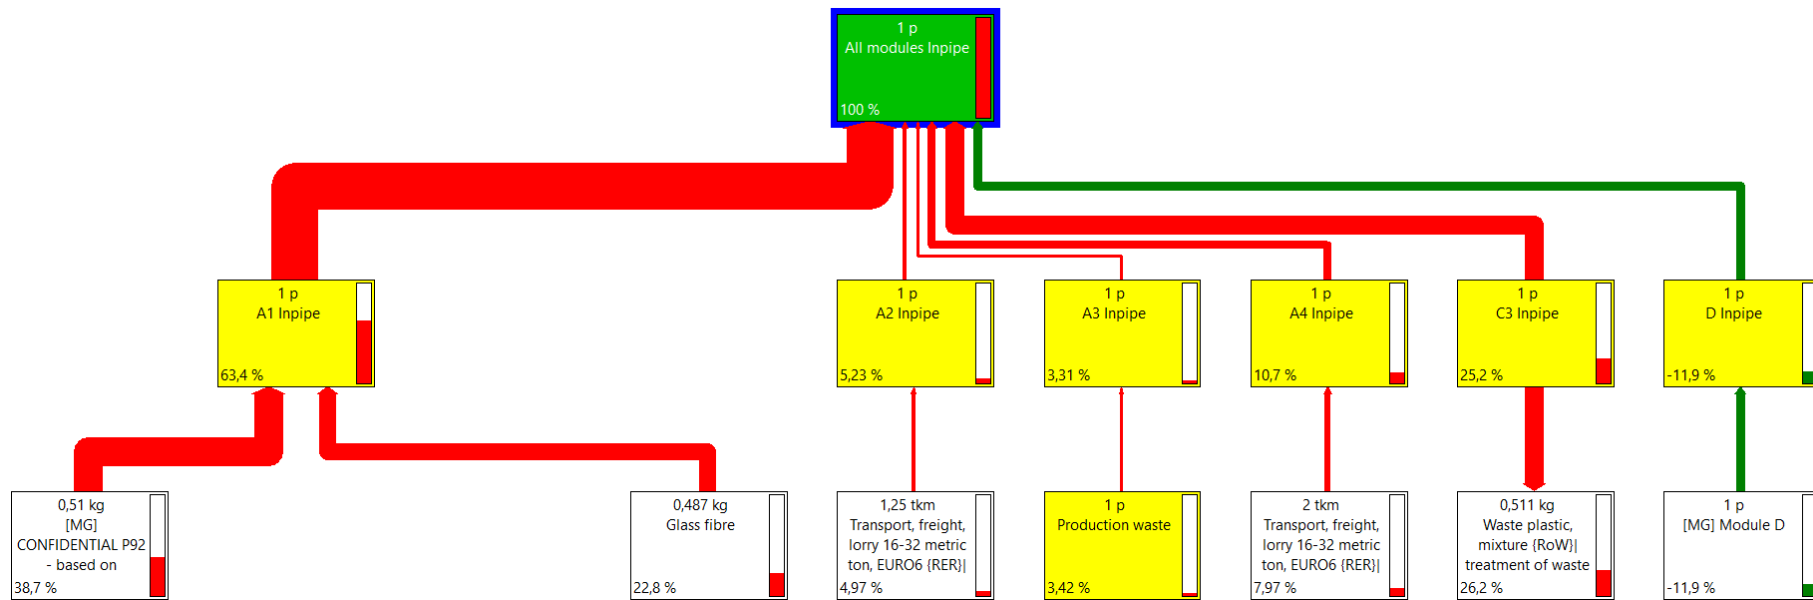 1 p
All modules Inpipe
100 %
1 p
A1 Inpipe
63,4 %
1 p
A2 Inpipe
5,23 %
1 p
A3 Inpipe
3,31 %
1 p
A4 Inpipe
10,7 %
1 p
C3 Inpipe
25,2 %
1 p
D Inpipe
-11,9 %
0,51 kg
[MG]
CONFIDENTIAL P92
- based on
38,7 %
0,487 kg
Glass fibre
22,8 %
1,25 tkm
Transport, freight,
lorry 16-32 metric
ton, EURO6 {RER}|
4,97 %
1 p
Production waste
3,42 %
2 tkm
Transport, freight,
lorry 16-32 metric
ton, EURO6 {RER}|
7,97 %
0,511 kg
Waste plastic,
mixture {RoW}|
treatment of waste
26,2 %
1 p
[MG] Module D
-11,9 %